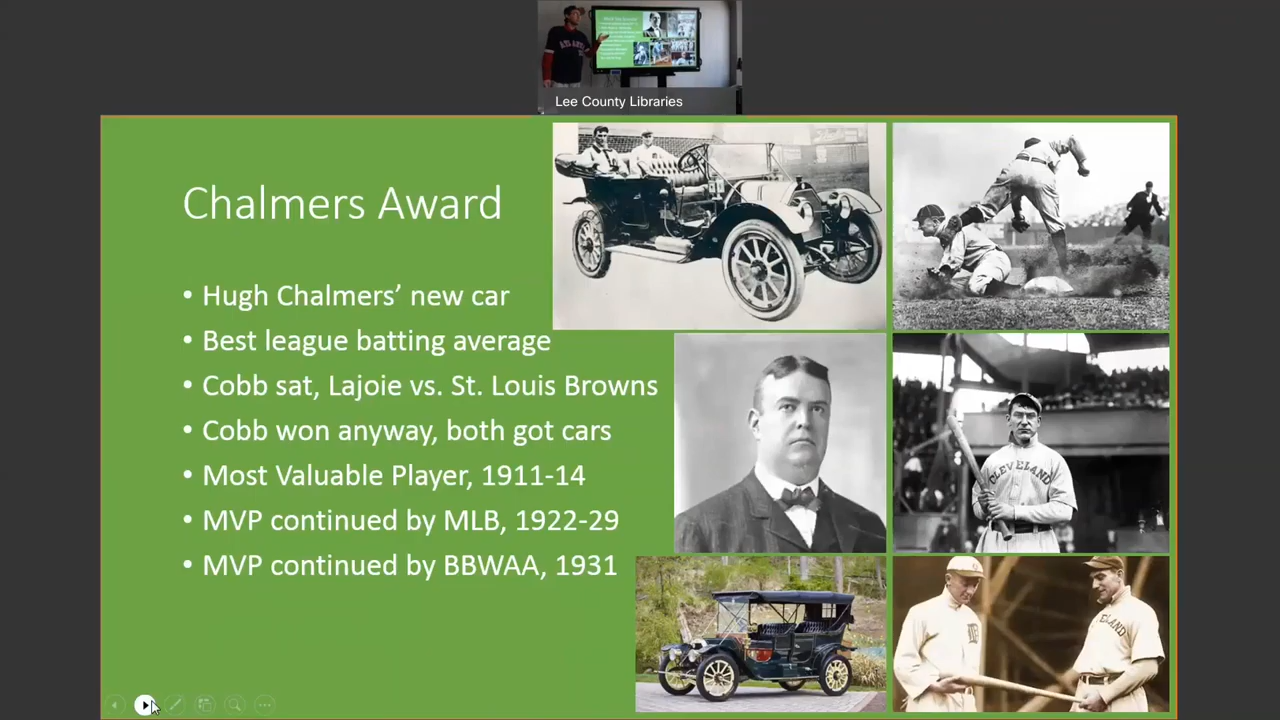 ATLANTA
Lee County Libraries
Chalmers Award
• Hugh Chalmers’ new car
• Best league batting average
• Cobb sat, Lajoie vs. St. Louis Browns
• Cobb won anyway, both got cars
• Most Valuable Player, 1911-14
• MVP continued by MLB, 1922-29
• MVP continued by BBWAA, 1931
CLEVELAND
D